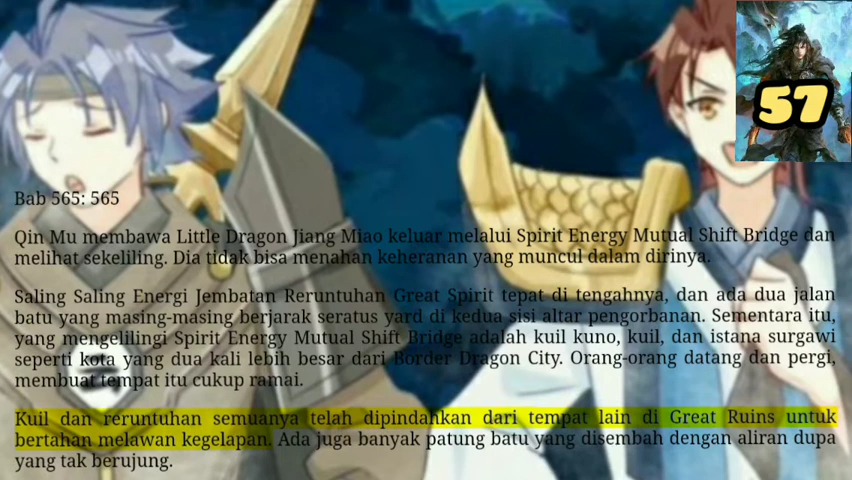 57
Bab 565: 565
Qin Mu membawa Little Dragon Jiang Miao keluar melalui Spirit Energy Mutual Shift Bridge dan
melihat sekeliling. Dia tidak bisa menahan keheranan yang muncul dalam dirinya.
Saling Saling Energi Jembatan Reruntuhan Great Spirit tepat di tengahnya, dan ada dua jalan
batu yang masing-masing berjarak seratus yard di kedua sisi altar pengorbanan. Sementara itu,
yang mengelilingi Spirit Energy Mutual Shift Bridge adalah kuil kuno, kuil, dan istana surgawi
seperti kota yang dua kali lebih besar dari Border Dragon City. Orang-orang datang dan pergi,
membuat tempat itu cukup ramai.
Kuil dan reruntuhan semuanya telah dipindahkan dari tempat lain di Great Ruins untuk
bertahan melawan kegelapan. Ada juga banyak patung batu yang disembah dengan aliran dupa
yang tak berujung.